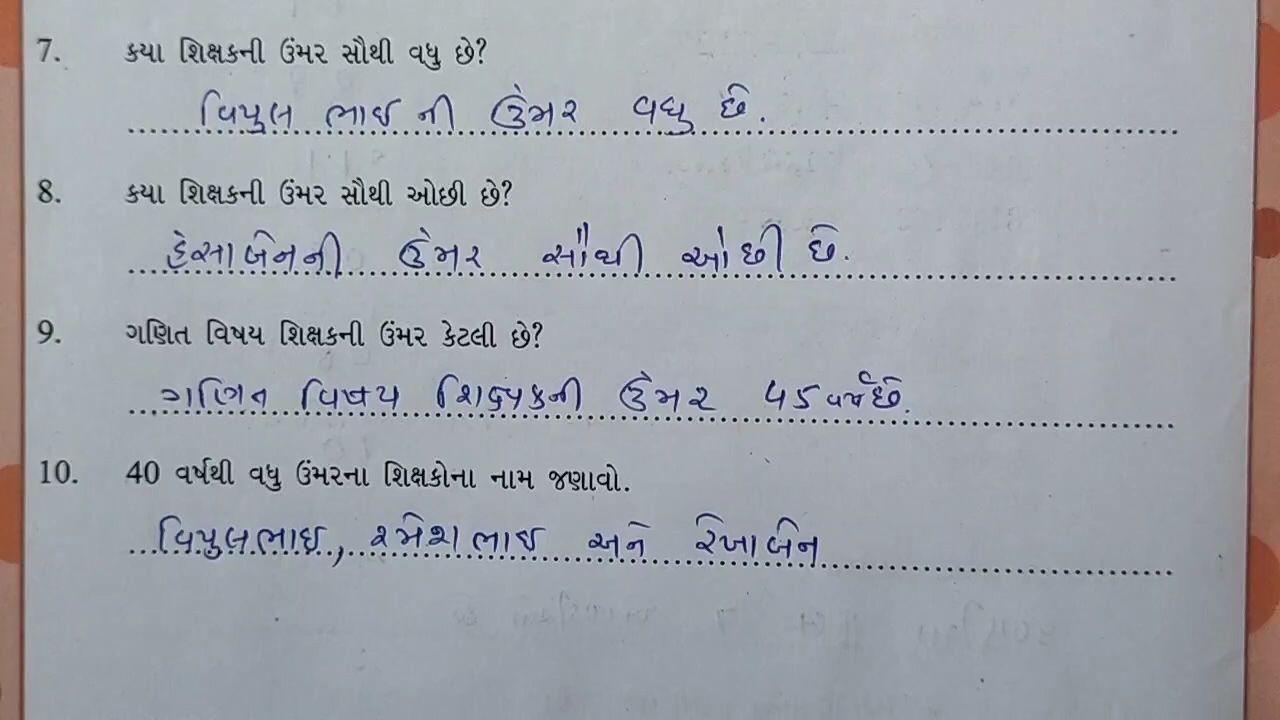 7. ક્યા શિક્ષકની ઉંમર સૌથી વધુ છે?
વિપુલ ભાઇ ની ઉંમર વધુ છે.
8. ક્યા શિક્ષકની ઉંમર સૌથી ઓછી છે?
હેસાબેનની ઉંમર સૌથી ઓછી છે.
9. ગણિત વિષય શિક્ષકની ઉંમર કેટલી છે?
ગણિત વિષય શિક્ષકની ઉંમર ૫૬ વર્ષ છે.
10. 40 વર્ષથી વધુ ઉંમરના શિક્ષકોના નામ જણાવો.
વિપુલભાઇ, રમેશભાઇ અને રેખાબેન